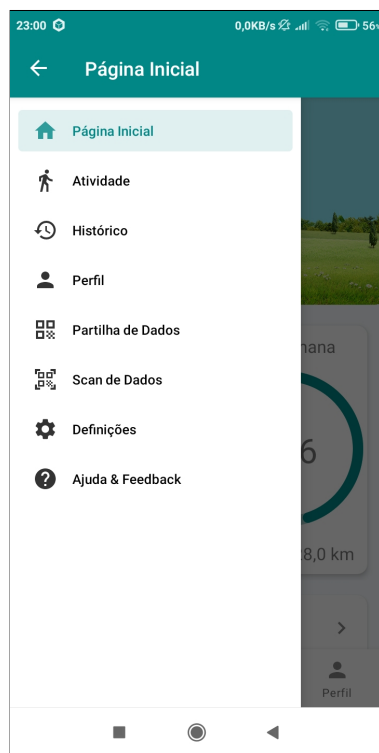 23:00
0,0KB/s
56
Página Inicial
Página Inicial
Atividade
Histórico
Perfil
Partilha de Dados
Scan de Dados
Definições
Ajuda & Feedback
6
8,0 km
Perfil